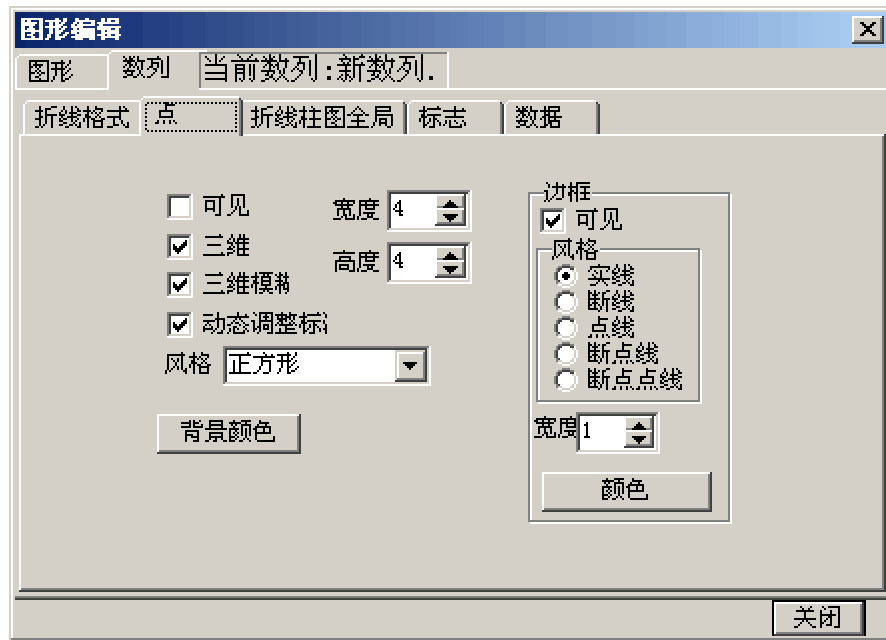 图形编辑
图形 数列 当前数列:新数列.
折线格式 点 折线柱图全局 标志 数据
可见
三维
三维模
动态调整标
风格 正方形
背景颜色
宽度 4
高度 4
边框
可见
风格
实线
断线
点线
断点线
断点点线
宽度 1
颜色
关闭